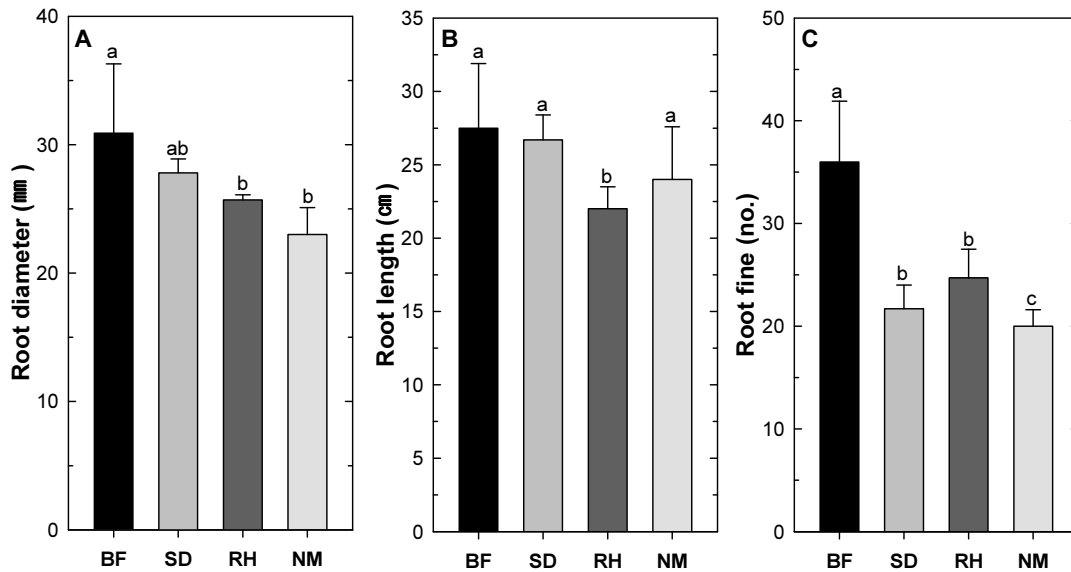 A
Root diameter (㎜)
40
30
20
10
0
a
ab
b
b
BF SD RH NM
B
Root length (㎝)
35
30
25
20
15
10
5
0
a
a
b
a
BF SD RH NM
C
Root fine (no.)
50
40
30
20
10
0
a
b
b
c
BF SD RH NM